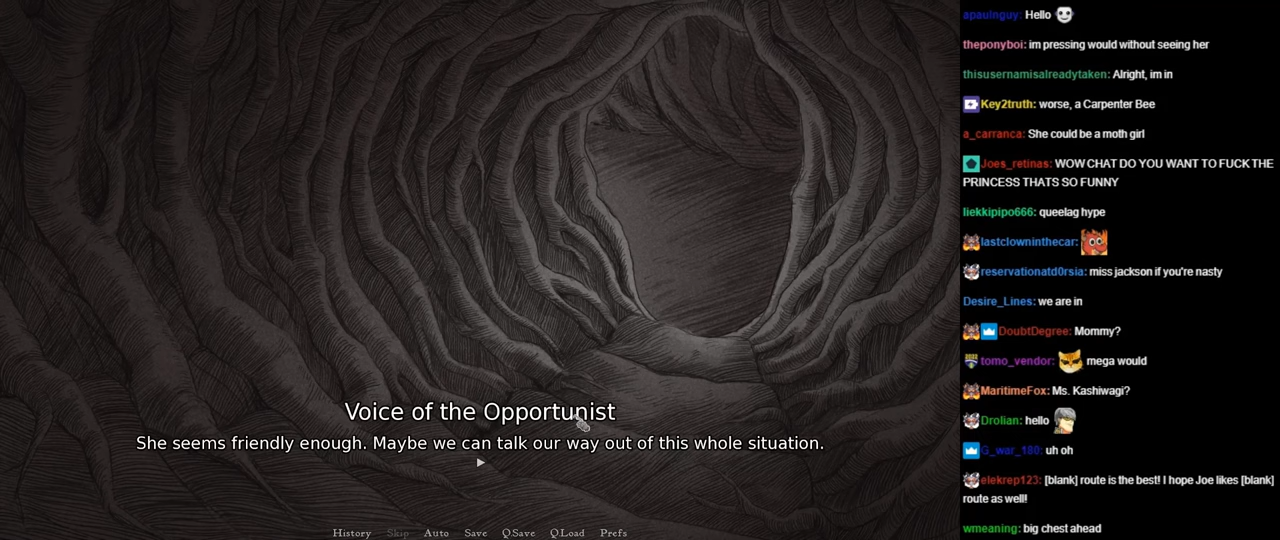 Voice of the Opportunist
She seems friendly enough. Maybe we can talk our way out of this whole situation.
History Skip Auto Save Q.Save Q.Load Prefs
apaulnguy: Hello
theponyboi: im pressing would without seeing her
thisusernamisalreadytaken: Alright, im in
Key2truth: worse, a Carpenter Bee
a_carranca: She could be a moth girl
Joes_retinas: WOW CHAT DO YOU WANT TO FUCK THE
PRINCESS THATS SO FUNNY
liekkipipo666: queelag hype
lastclowninthecar:
reservationatd0rsia: miss jackson if you're nasty
Desire_Lines: we are in
DoubtDegree: Mommy?
tomo_vendor: mega would
MaritimeFox: Ms. Kashiwagi?
Drolian: hello
G_war_180: uh oh
elekrep123: [blank] route is the best! I hope Joe likes [blank]
route as well!
wmeaning: big chest ahead